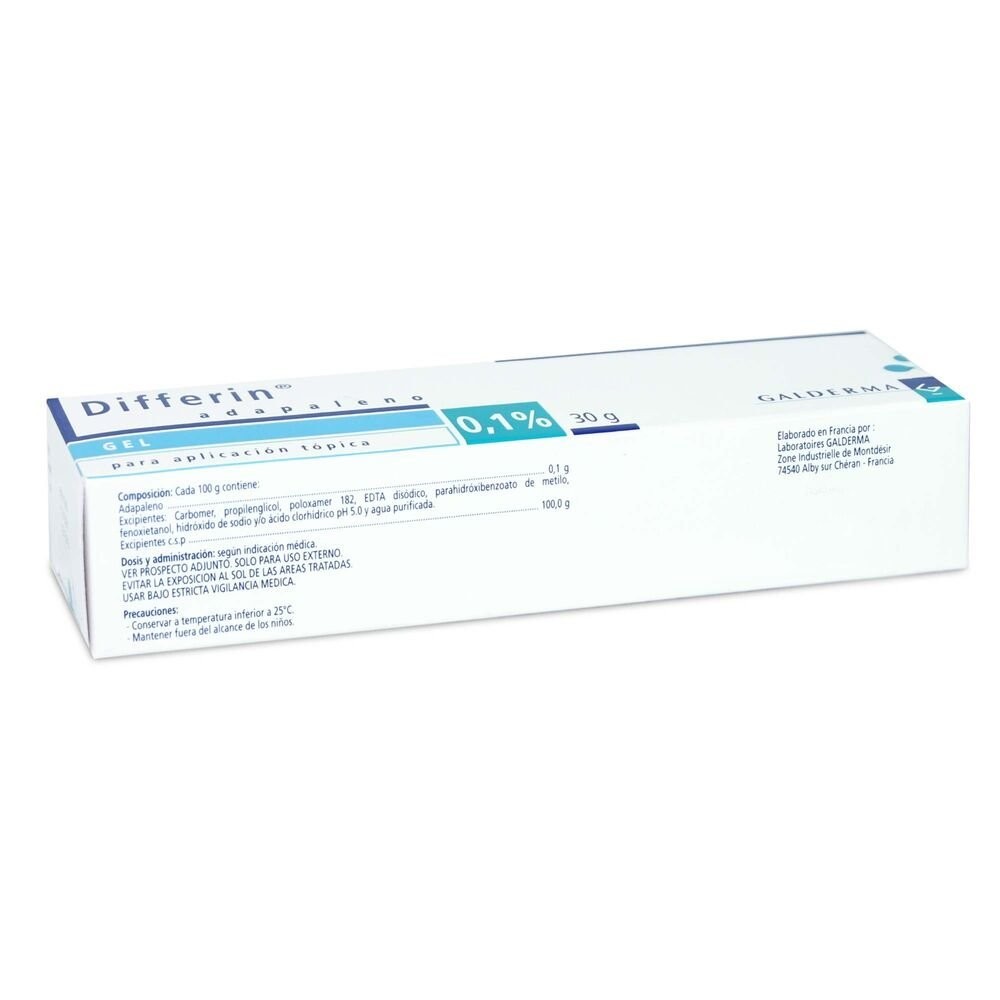 Differin®
adapaleno
GEL
para aplicación tópica
0,1%
30 g
GALDERMA
Composición: Cada 100 g contiene:
Adapaleno ........ 0,1 g
Excipientes: Carbomer, propilenglicol, poloxamer 182, EDTA disódico, parahidróxibenzoato de metilo,
fenoxietanol, hidróxido de sodio y/o ácido clorhidrico pH 5.0 y agua purificada.
Excipientes c.s.p ........ 100,0 g
Dosis y administración: según indicación médica.
VER PROSPECTO ADJUNTO. SOLO PARA USO EXTERNO.
EVITAR LA EXPOSICION AL SOL DE LAS AREAS TRATADAS.
USAR BAJO ESTRICTA VIGILANCIA MEDICA.
Precauciones:
- Conservar a temperatura inferior a 25°C.
- Mantener fuera del alcance de los niños.
Elaborado en Francia por :
Laboratoires GALDERMA
Zone Industrielle de Montdésir
74540 Alby sur Chéran - Francia